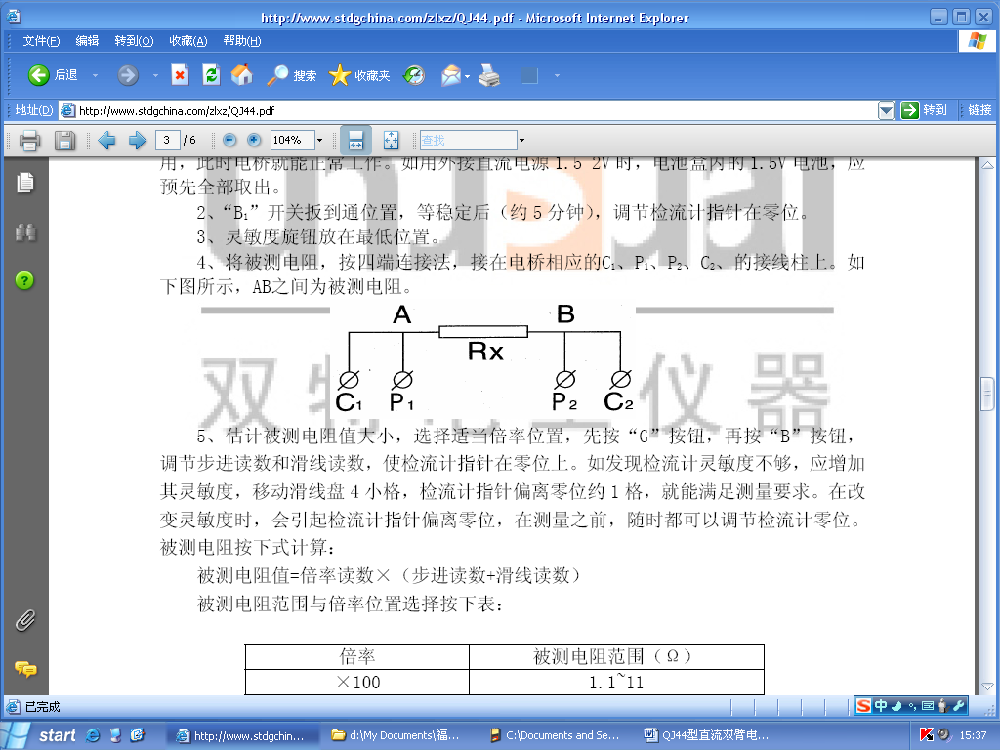 http://www.stdgchina.com/zlxz/QJ44.pdf - Microsoft Internet Explorer
文件(F) 编辑 转到(O) 收藏(A) 帮助(H)
后退 搜索 收藏夹
地址(D) http://www.stdgchina.com/zlxz/QJ44.pdf 转到 链接
3 / 6 104% 查找
用，此时电桥就能正常工作。如用外接直流电源 1.5 2V 时，电池盒内的 1.5V 电池，应
预先全部取出。
2、“B₁”开关扳到通位置，等稳定后（约 5 分钟），调节检流计指针在零位。
3、灵敏度旋钮放在最低位置。
4、将被测电阻，按四端连接法，接在电桥相应的C₁、P₁、P₂、C₂、的接线柱上。如
下图所示，AB之间为被测电阻。
A B
Rx
C₁ P₁ P₂ C₂
双 仪器
5、估计被测电阻值大小，选择适当倍率位置，先按“G”按钮，再按“B”按钮，
调节步进读数和滑线读数，使检流计指针在零位上。如发现检流计灵敏度不够，应增加
其灵敏度，移动滑线盘 4 小格，检流计指针偏离零位约 1 格，就能满足测量要求。在改
变灵敏度时，会引起检流计指针偏离零位，在测量之前，随时都可以调节检流计零位。
被测电阻按下式计算：
被测电阻值=倍率读数×（步进读数+滑线读数）
被测电阻范围与倍率位置选择按下表：
倍率 被测电阻范围（Ω）
×100 1.1~11
已完成 中
start http://www.stdgchin... d:\My Documents\福... C:\Documents and Se... QJ44型直流双臂电... 15:37